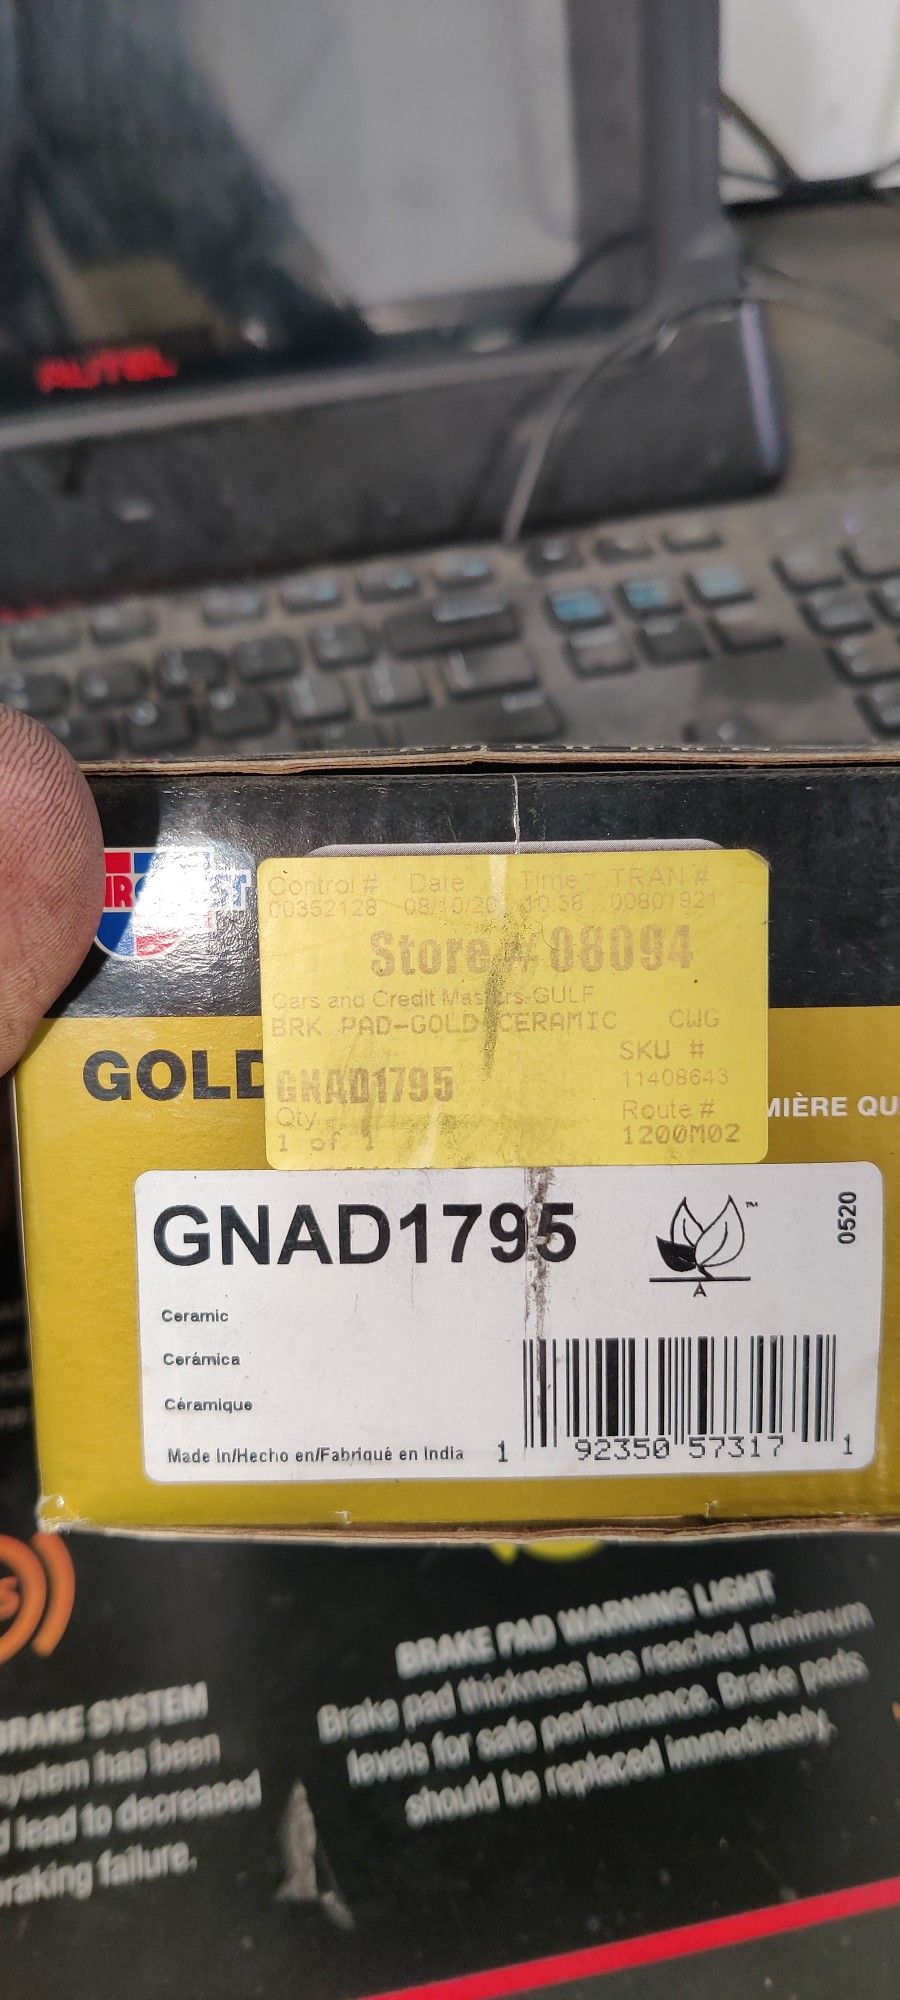 AUTEL
Control # Date Time TRAN #
00352128 08/10/20 10:38 00801921
Store # 06094
Cars and Credit Masters-GULF
BRK PAD-GOLD CERAMIC CWG
SKU #
GNAD1795 11408643
Qty Route #
1 of 1 1200M02
GOLD
MIÈRE QU
GNAD1795
™
0520
A
Ceramic
Cerámica
Céramique
Made In/Hecho en/Fabriqué en India
1 92350 57317 1
BRAKE PAD WARNING LIGHT
Brake pad thickness has reached minimum
levels for safe performance. Brake pads
should be replaced immediately.
BRAKE SYSTEM
system has been
lead to decreased
braking failure.